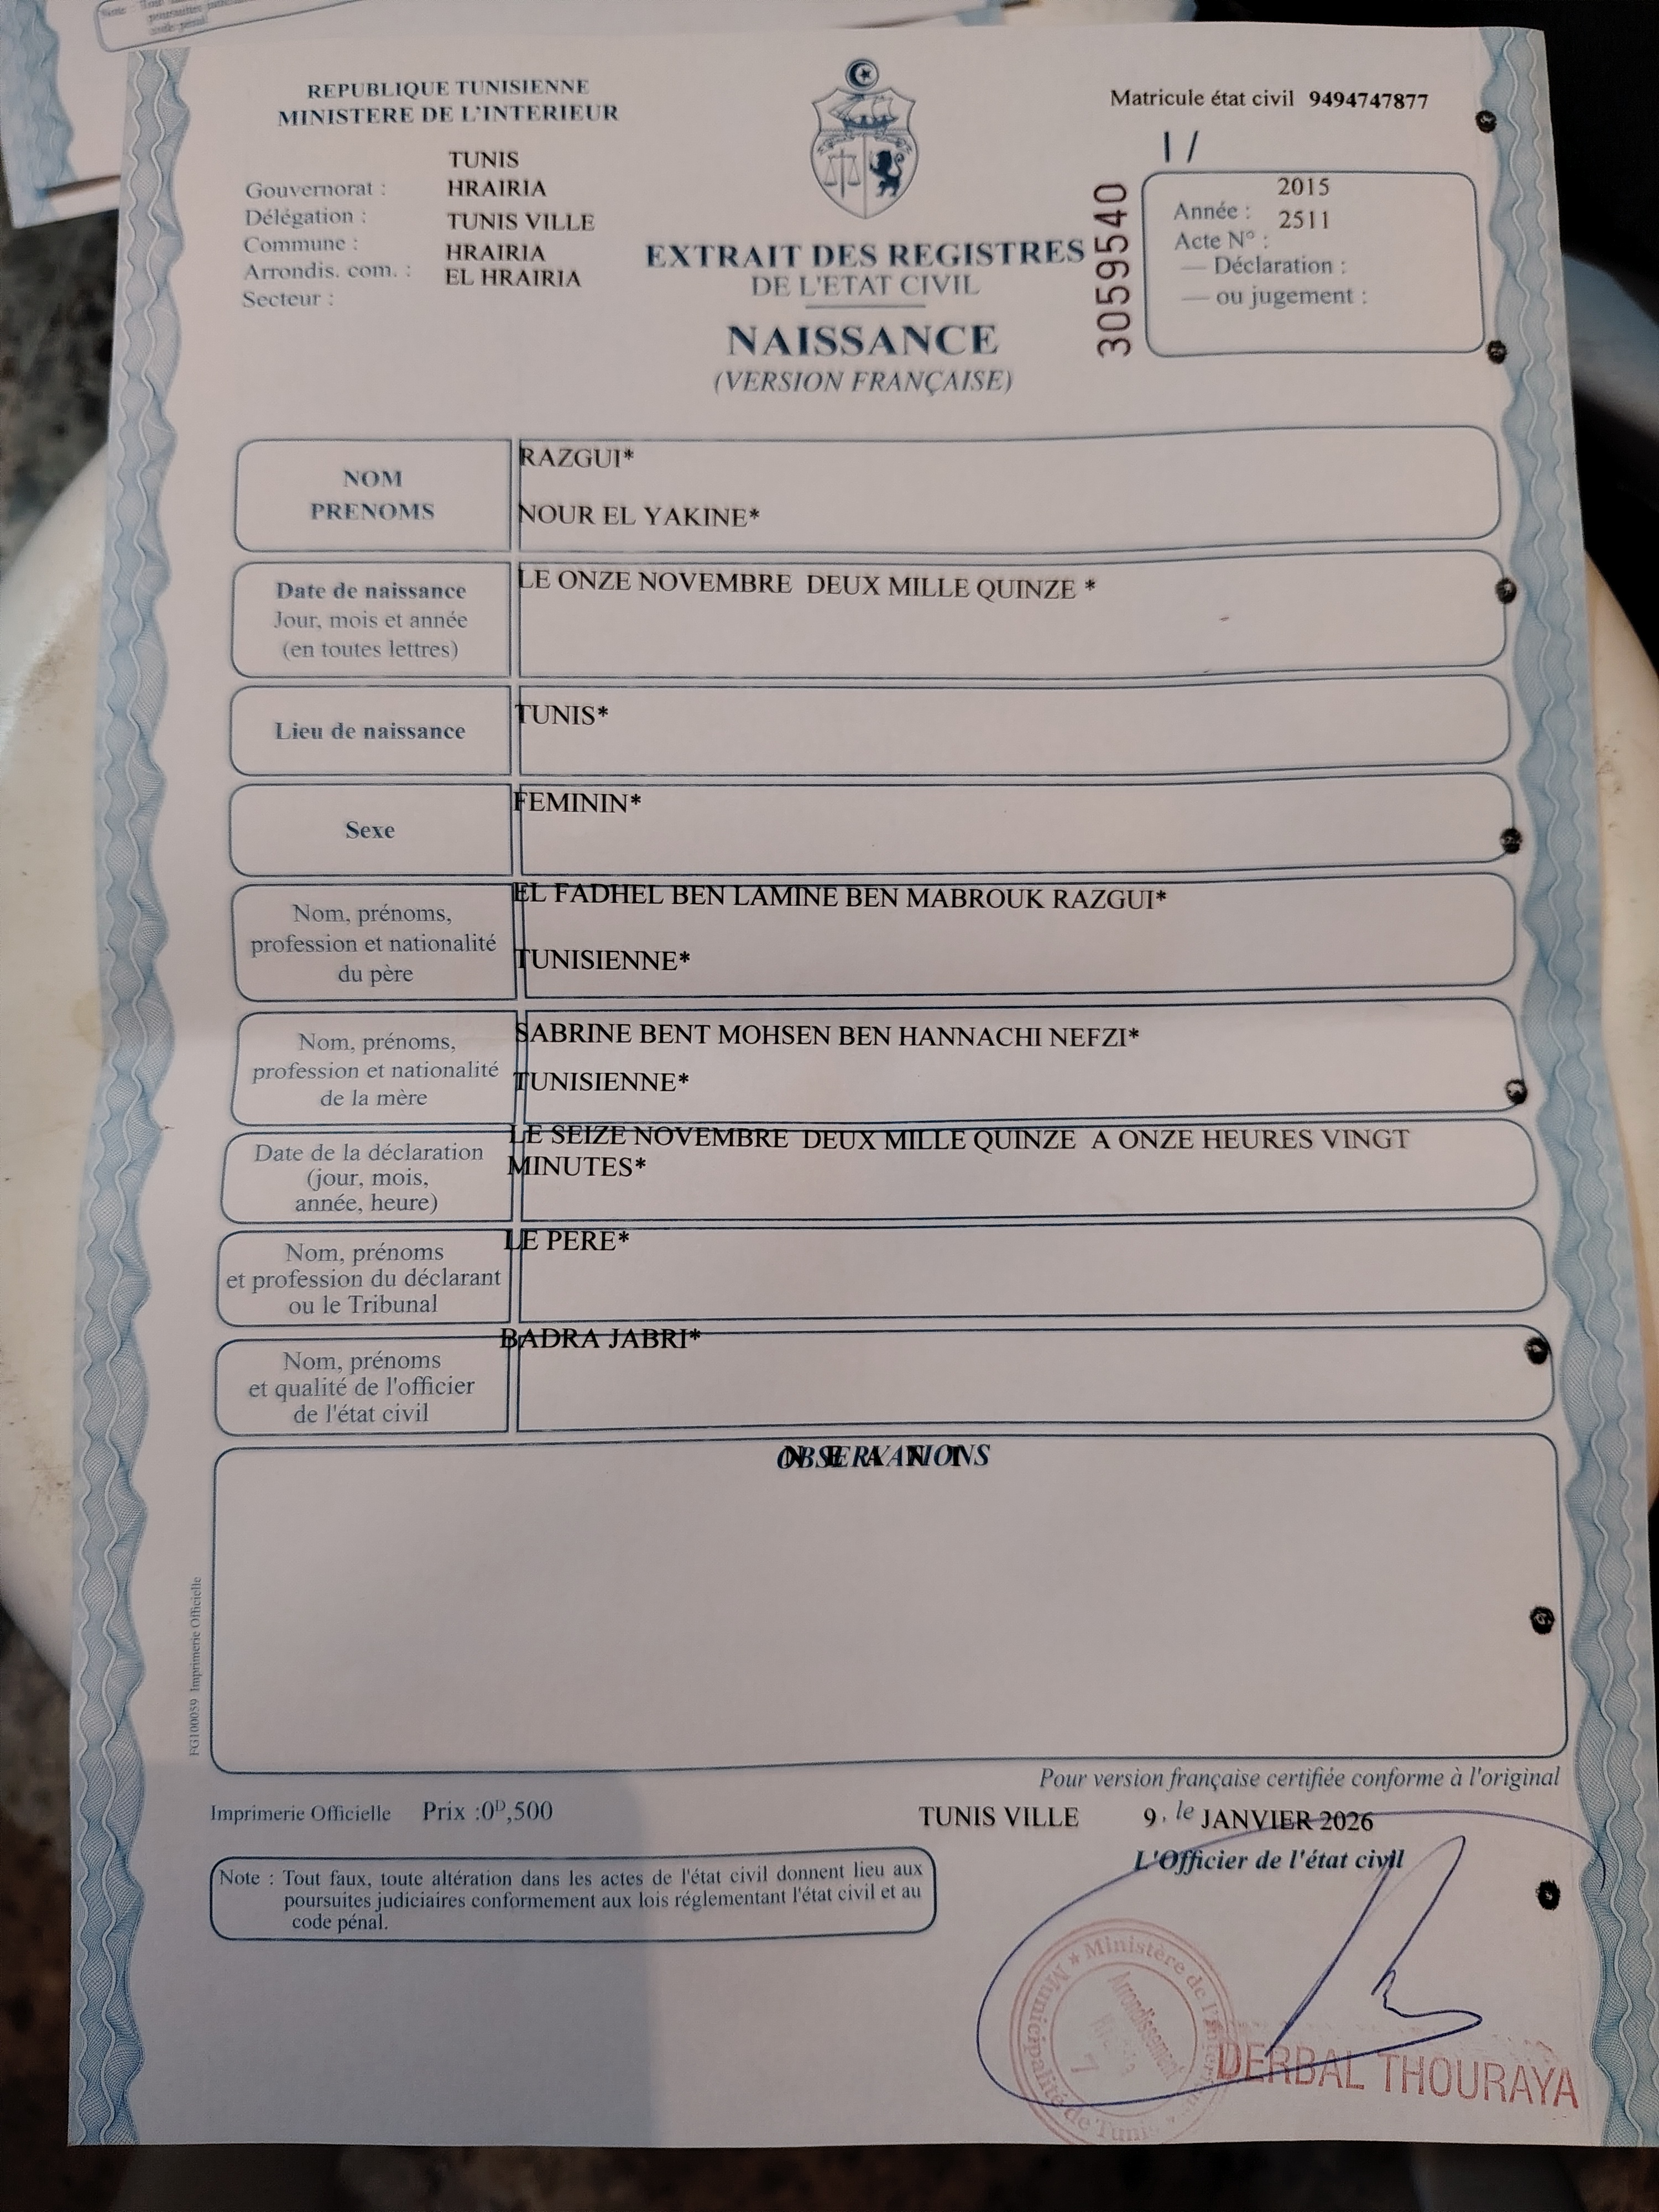 Note : Tout
poursuites judiciaires
code pénal.
REPUBLIQUE TUNISIENNE
MINISTERE DE L'INTERIEUR
Matricule état civil 9494747877
1/
TUNIS
Gouvernorat : HRAIRIA
Délégation : TUNIS VILLE
Commune : HRAIRIA
Arrondis. com. : EL HRAIRIA
Secteur :
3059540
2015
Année : 2511
Acte N° :
— Déclaration :
— ou jugement :
EXTRAIT DES REGISTRES
DE L'ETAT CIVIL
NAISSANCE
(VERSION FRANÇAISE)
NOM RAZGUI*
PRENOMS NOUR EL YAKINE*
Date de naissance LE ONZE NOVEMBRE DEUX MILLE QUINZE *
Jour, mois et année
(en toutes lettres)
Lieu de naissance TUNIS*
Sexe FEMININ*
Nom, prénoms, EL FADHEL BEN LAMINE BEN MABROUK RAZGUI*
profession et nationalité TUNISIENNE*
du père
Nom, prénoms, SABRINE BENT MOHSEN BEN HANNACHI NEFZI*
profession et nationalité TUNISIENNE*
de la mère
Date de la déclaration LE SEIZE NOVEMBRE DEUX MILLE QUINZE A ONZE HEURES VINGT
(jour, mois, MINUTES*
année, heure)
Nom, prénoms LE PERE*
et profession du déclarant
ou le Tribunal
Nom, prénoms BADRA JABRI*
et qualité de l'officier
de l'état civil
OBSERVATIONS
N E A N T
FG100059 Imprimerie Officielle
Pour version française certifiée conforme à l'original
Imprimerie Officielle Prix :0D,500
TUNIS VILLE 9, le JANVIER 2026
L'Officier de l'état civil
Note : Tout faux, toute altération dans les actes de l'état civil donnent lieu aux
poursuites judiciaires conformement aux lois réglementant l'état civil et au
code pénal.
Ministère de l'Intérieur
Municipalité de Tunis
Arrondissement
7
DERBAL THOURAYA